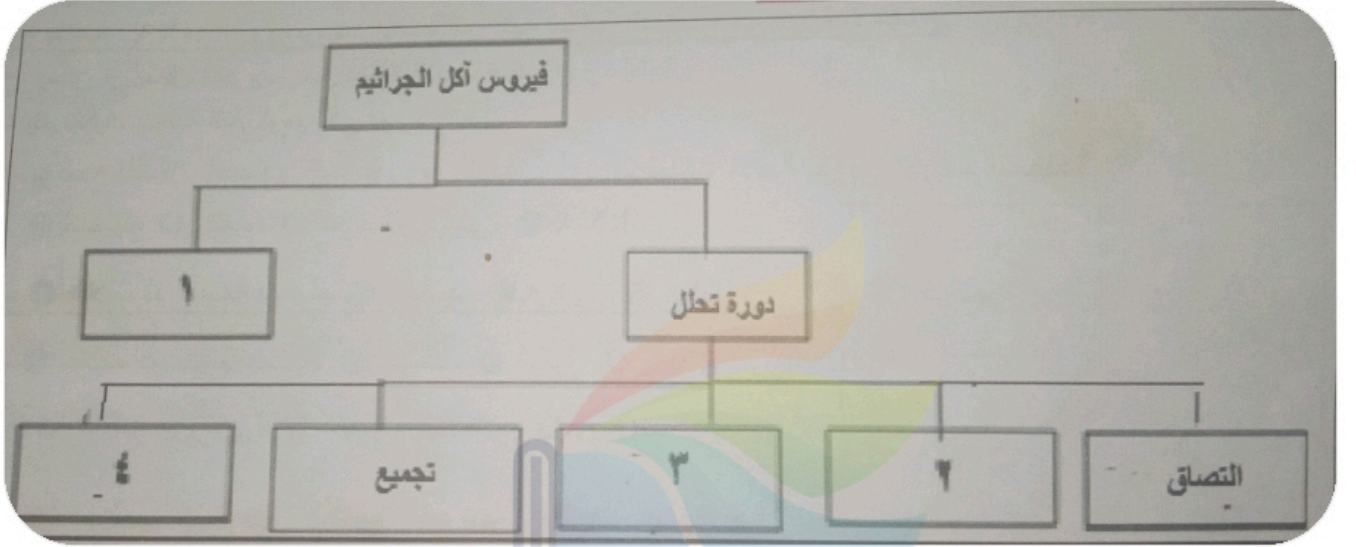 فيروس آكل الجراثيم
دورة تحلل
١
التصاق
٢
٣
تجميع
٤